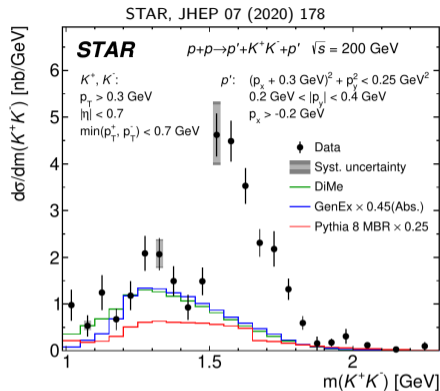 STAR, JHEP 07 (2020) 178
STAR
p+p→p′+K⁺K⁻+p′ √s = 200 GeV
K⁺, K⁻:
p_T > 0.3 GeV
|η| < 0.7
min(p_T⁺, p_T⁻) < 0.7 GeV
p′: (p_x + 0.3 GeV)² + p_y² < 0.25 GeV²
0.2 GeV < |p_y| < 0.4 GeV
p_x > -0.2 GeV
Data
Syst. uncertainty
DiMe
GenEx × 0.45(Abs.)
Pythia 8 MBR × 0.25
dσ/dm(K⁺K⁻) [nb/GeV]
6
5
4
3
2
1
0
1 1.5 2
m(K⁺K⁻) [GeV]